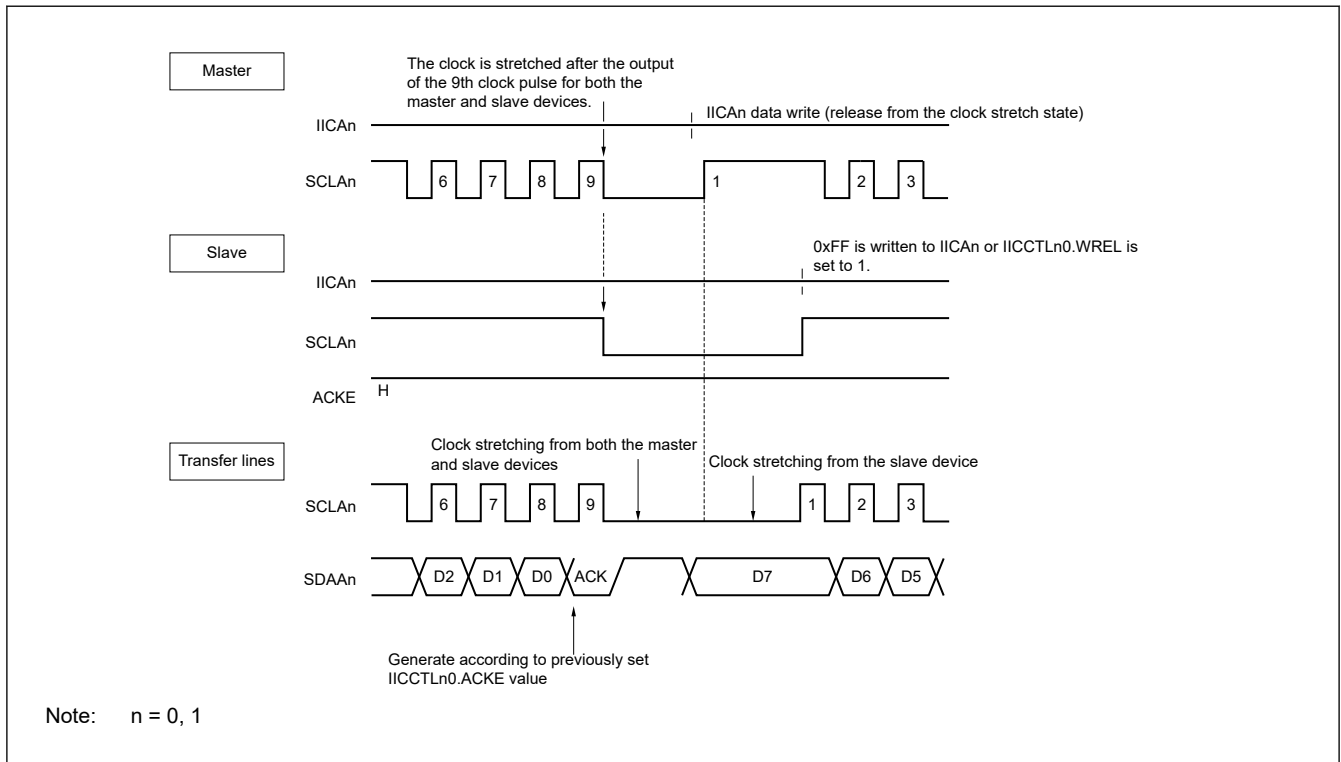 Master
The clock is stretched after the output
of the 9th clock pulse for both the
master and slave devices.
IICAn data write (release from the clock stretch state)
IICAn
SCLAn
6 7 8 9 1 2 3
Slave
0xFF is written to IICAn or IICCTLn0.WREL is
set to 1.
IICAn
SCLAn
ACKE
H
Transfer lines
Clock stretching from both the master
and slave devices
Clock stretching from the slave device
SCLAn
6 7 8 9 1 2 3
SDAAn
D2 D1 D0 ACK D7 D6 D5
Generate according to previously set
IICCTLn0.ACKE value
Note: n = 0, 1